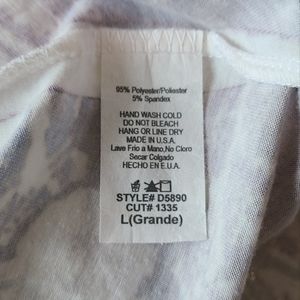 95% Polyester/Poliester
5% Spandex
HAND WASH COLD
DO NOT BLEACH
HANG OR LINE DRY
MADE IN U.S.A.
Lave Frio a Mano,No Cloro
Secar Colgado
HECHO EN E.U.A.
STYLE# D5890
CUT# 1335
L(Grande)